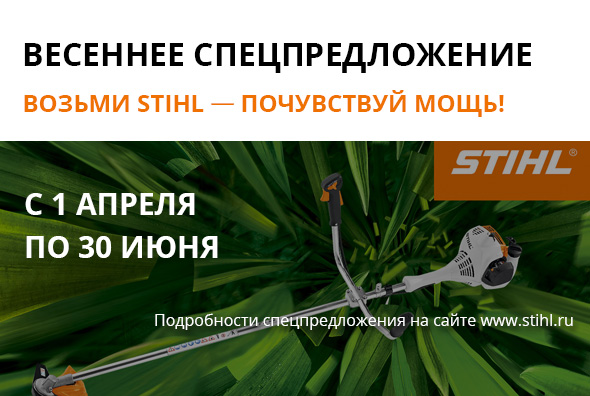 ВЕСЕННЕЕ СПЕЦПРЕДЛОЖЕНИЕ
ВОЗЬМИ STIHL — ПОЧУВСТВУЙ МОЩЬ!
STIHL®
С 1 АПРЕЛЯ
ПО 30 ИЮНЯ
STIHL
Подробности спецпредложения на сайте www.stihl.ru